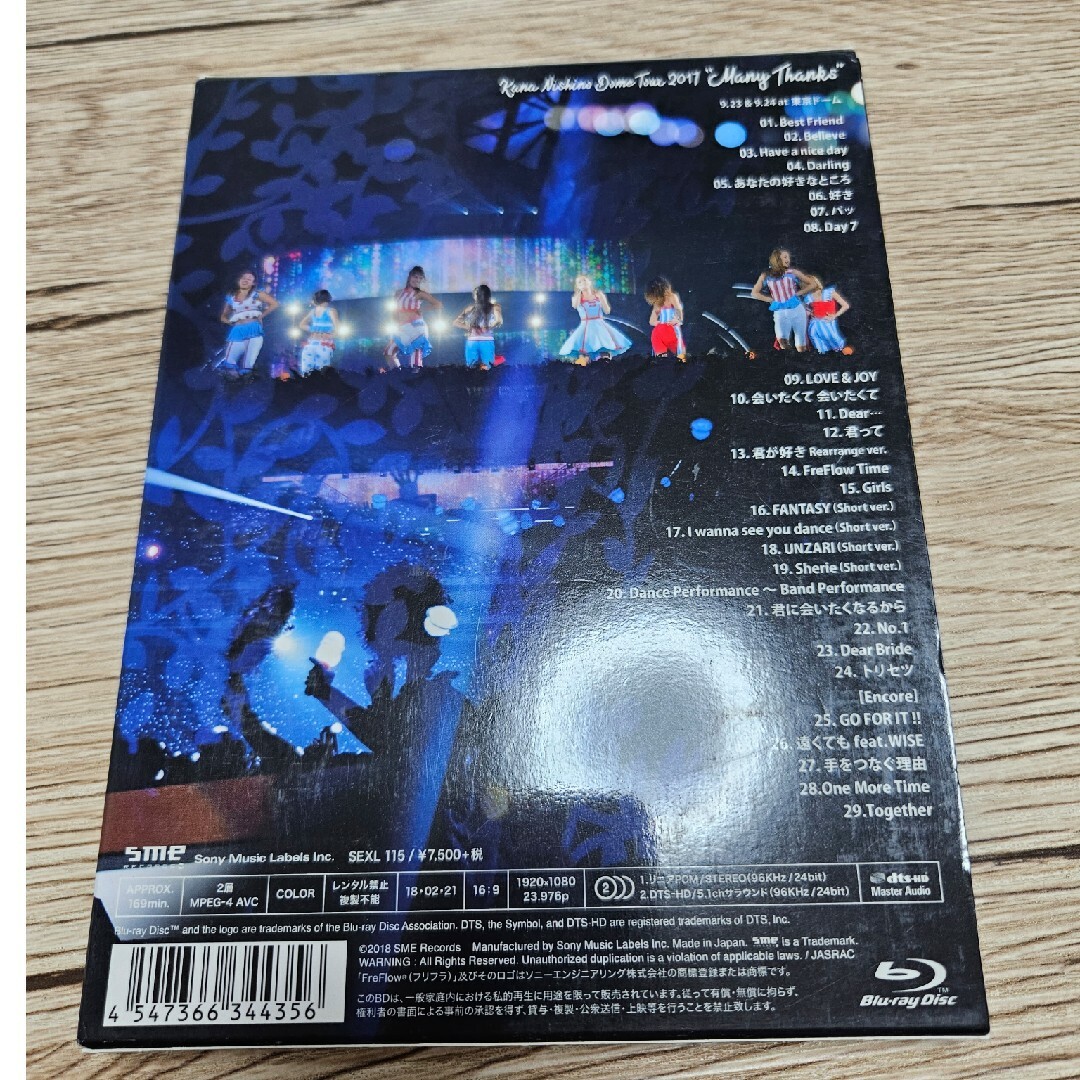 Kana Nishino Dome Tour 2017 "Many Thanks"
9.23 & 9.24 at 東京ドーム
01. Best Friend
02. Believe
03. Have a nice day
04. Darling
05. あなたの好きなところ
06. 好き
07. パッ
08. Day 7
09. LOVE & JOY
10. 会いたくて 会いたくて
11. Dear…
12. 君って
13. 君が好き Rearrange ver.
14. FreFlow Time
15. Girls
16. FANTASY (Short ver.)
17. I wanna see you dance (Short ver.)
18. UNZARI (Short ver.)
19. Sherie (Short ver.)
20. Dance Performance ～ Band Performance
21. 君に会いたくなるから
22. No.1
23. Dear Bride
24. トリセツ
[Encore]
25. GO FOR IT !!
26. 遠くても feat. WISE
27. 手をつなぐ理由
28. One More Time
29. Together
sme RECORDS Sony Music Labels Inc. SEXL 115 / ¥7,500+税
APPROX. 169min. 2層 MPEG-4 AVC COLOR レンタル禁止 複製不能 18・02・21 16:9 1920×1080 23.976p 2 1.リニアPCM/STEREO(96KHz/24bit) 2.DTS-HD/5.1chサラウンド(96KHz/24bit) dts-HD Master Audio
Blu-ray Disc™ and the logo are trademarks of the Blu-ray Disc Association. DTS, the Symbol, and DTS-HD are registered trademarks of DTS, Inc.
©2018 SME Records Manufactured by Sony Music Labels Inc. Made in Japan. sme is a Trademark.
WARNING : All Rights Reserved. Unauthorized duplication is a violation of applicable laws. / JASRAC
「FreFlow®(フリフラ)」及びそのロゴはソニーエンジニアリング株式会社の商標登録または商標です。
このBDは、一般家庭内における私的再生に用途を限って販売されています。従って有償・無償に拘らず、
権利者の書面による事前の承認を得ず、貸与・複製・公衆送信・上映等を行うことを禁止致します。
Blu-ray Disc™
4 547366 344356